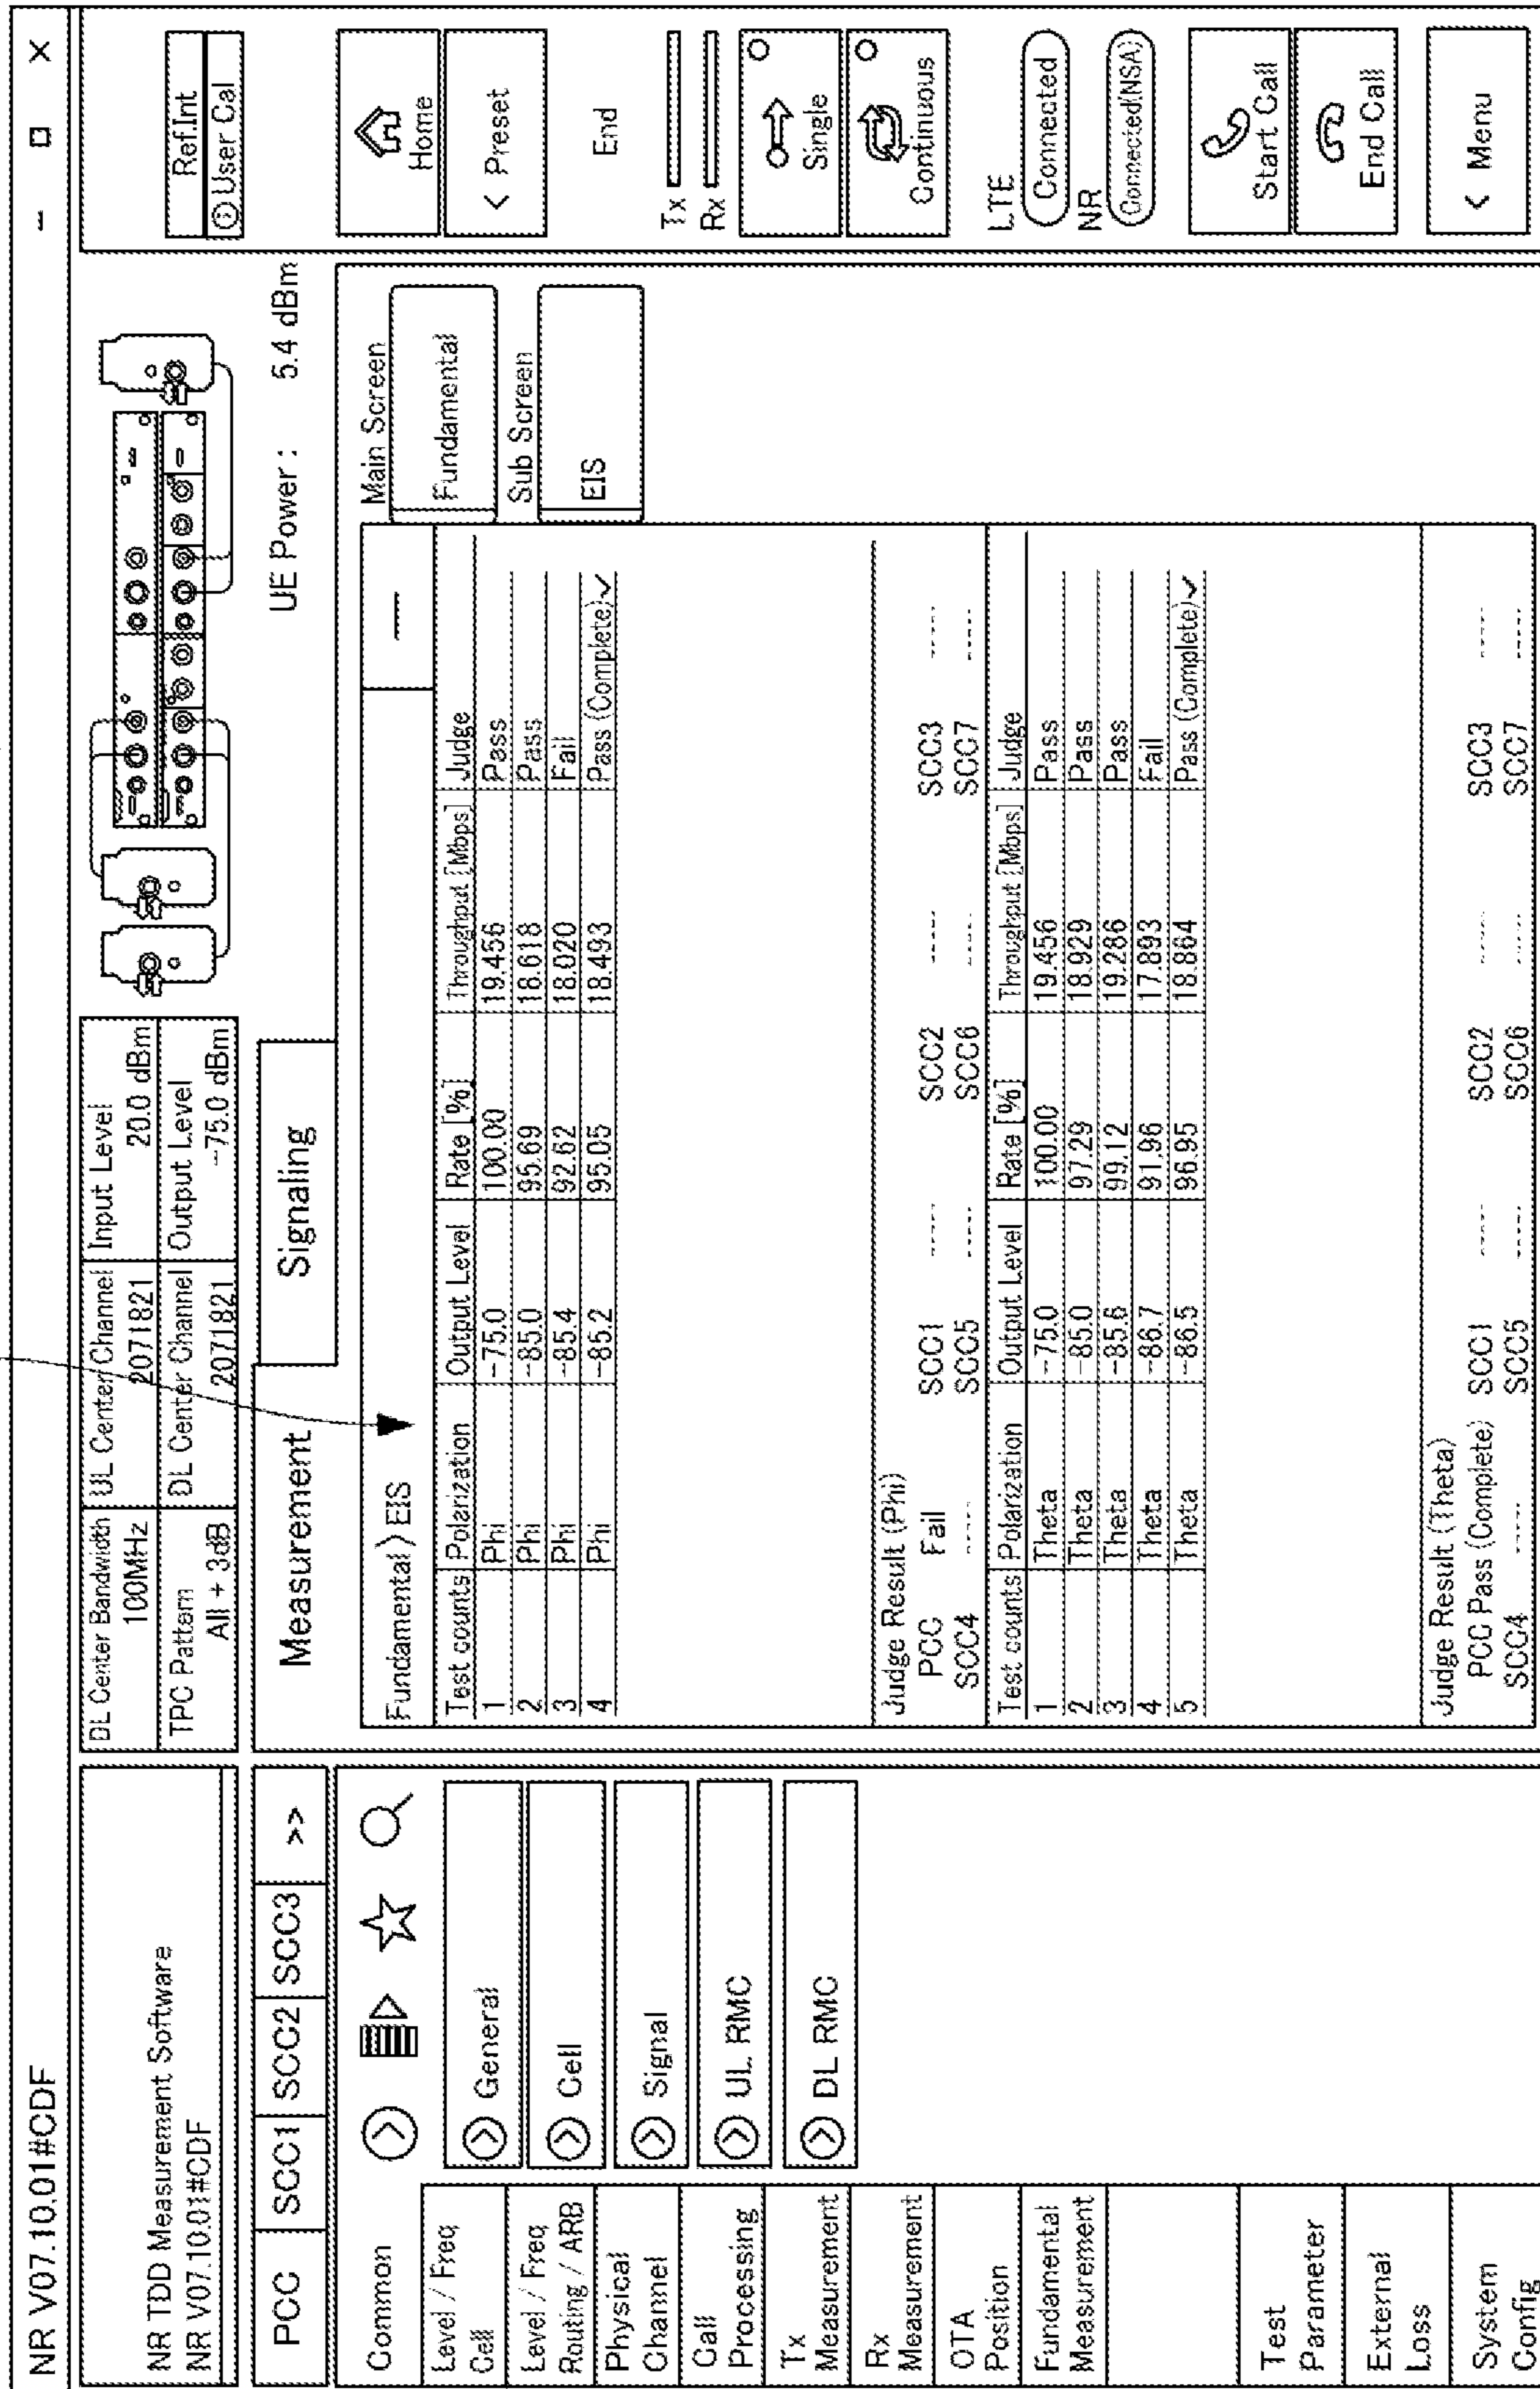 NR V07.10.01#CDF
NR TDD Measurement Software
NR V07.10.01#CDF
DL Center Bandwidth
100MHz
UL Center Channel
2071821
Input Level
20.0 dBm
TPC Pattern
All + 3dB
DL Center Channel
2071821
Output Level
-75.0 dBm
Ref.Int
User Cal
UE Power : 5.4 dBm
PCC SCC1 SCC2 SCC3 >>
Measurement Signaling
Common
Level / Freq
Cell
Level / Freq
Routing / ARB
Physical
Channel
Call
Processing
Tx
Measurement
Rx
Measurement
OTA
Position
Fundamental
Measurement
Test
Parameter
External
Loss
System
Config
General
Cell
Signal
UL RMC
DL RMC
Fundamental > EIS
Test counts Polarization Output Level Rate [%] Throughput [Mbps] Judge
1 Phi -75.0 100.00 19.456 Pass
2 Phi -85.0 95.69 18.618 Pass
3 Phi -85.4 92.62 18.020 Fail
4 Phi -85.2 95.05 18.493 Pass (Complete)
Judge Result (Phi)
PCC Fail SCC1 ----- SCC2 ----- SCC3 -----
SCC4 ----- SCC5 ----- SCC6 ----- SCC7 -----
Test counts Polarization Output Level Rate [%] Throughput [Mbps] Judge
1 Theta -75.0 100.00 19.456 Pass
2 Theta -85.0 97.29 18.929 Pass
3 Theta -85.6 99.12 19.286 Pass
4 Theta -86.7 91.96 17.893 Fail
5 Theta -86.5 96.95 18.864 Pass (Complete)
Judge Result (Theta)
PCC Pass (Complete) SCC1 ----- SCC2 ----- SCC3 -----
SCC4 ----- SCC5 ----- SCC6 ----- SCC7 -----
Main Screen
Fundamental
Sub Screen
EIS
Home
< Preset
End
Tx
Rx
Single
Continuous
LTE
Connected
NR
Connected(NSA)
Start Call
End Call
< Menu